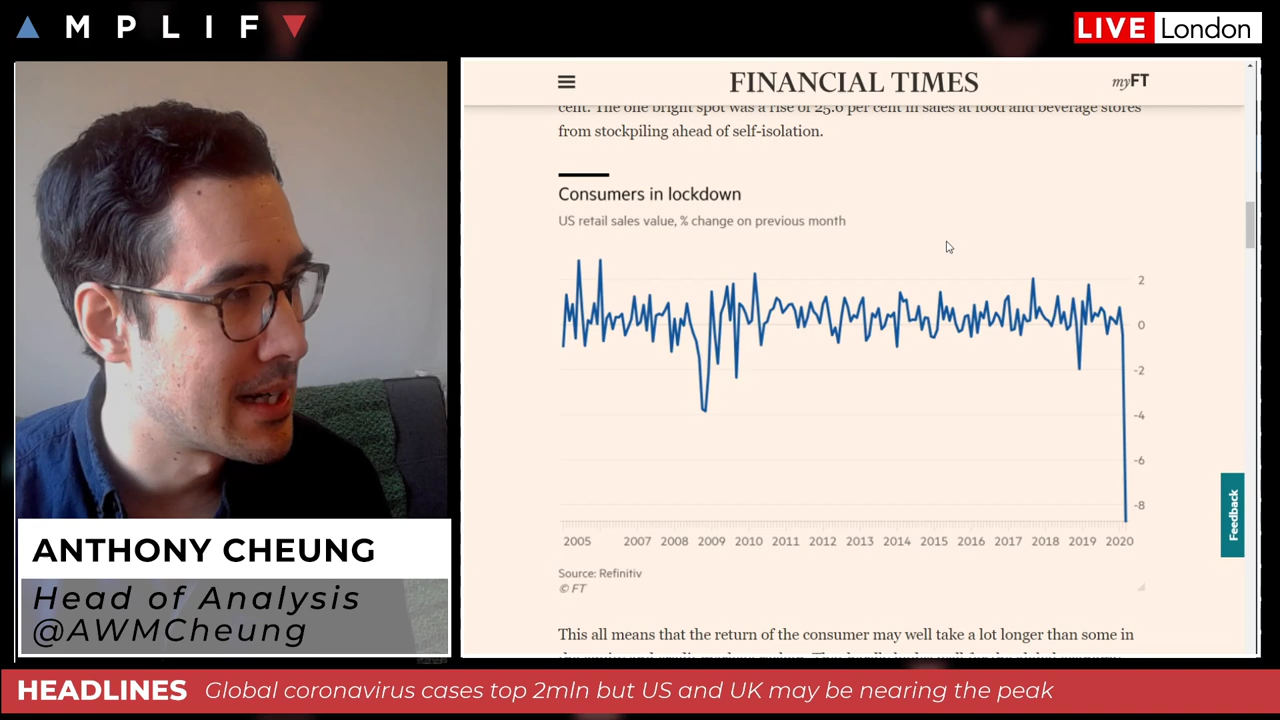 AMPLIFY
LIVE London
FINANCIAL TIMES
myFT
cent. The one bright spot was a rise of 25.6 per cent in sales at food and beverage stores
from stockpiling ahead of self-isolation.
Consumers in lockdown
US retail sales value, % change on previous month
2
0
-2
-4
-6
-8
2005 2007 2008 2009 2010 2011 2012 2013 2014 2015 2016 2017 2018 2019 2020
Source: Refinitiv
© FT
This all means that the return of the consumer may well take a lot longer than some in
Feedback
ANTHONY CHEUNG
Head of Analysis
@AWMCheung
HEADLINES Global coronavirus cases top 2mln but US and UK may be nearing the peak